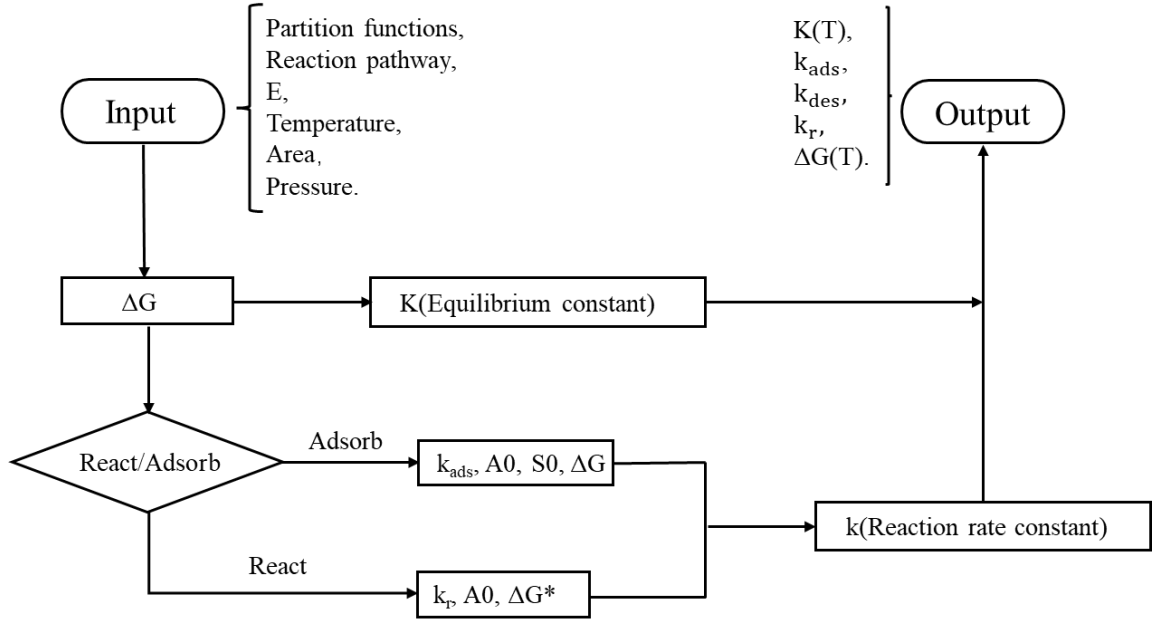 Input
Partition functions,
Reaction pathway,
E,
Temperature,
Area,
Pressure.
K(T),
k_ads,
k_des,
k_r,
ΔG(T).
Output
ΔG
K(Equilibrium constant)
React/Adsorb
Adsorb
k_ads, A0, S0, ΔG
k(Reaction rate constant)
React
k_r, A0, ΔG*